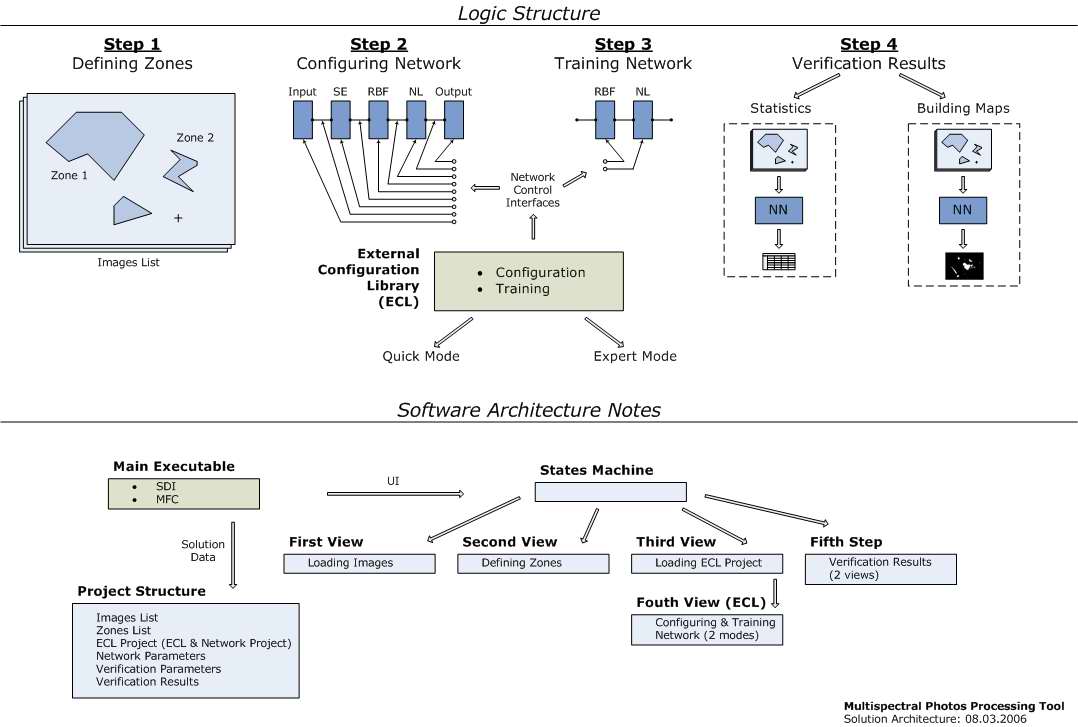 Logic Structure
Step 1
Defining Zones
Zone 1
Zone 2
Images List
Step 2
Configuring Network
Input SE RBF NL Output
Step 3
Training Network
RBF NL
Network
Control
Interfaces
External
Configuration
Library
(ECL)
• Configuration
• Training
Quick Mode
Expert Mode
Step 4
Verification Results
Statistics
NN
Building Maps
NN
Software Architecture Notes
Main Executable
• SDI
• MFC
UI
States Machine
Solution
Data
Project Structure
Images List
Zones List
ECL Project (ECL & Network Project)
Network Parameters
Verification Parameters
Verification Results
First View
Loading Images
Second View
Defining Zones
Third View
Loading ECL Project
Fouth View (ECL)
Configuring & Training
Network (2 modes)
Fifth Step
Verification Results
(2 views)
Multispectral Photos Processing Tool
Solution Architecture: 08.03.2006